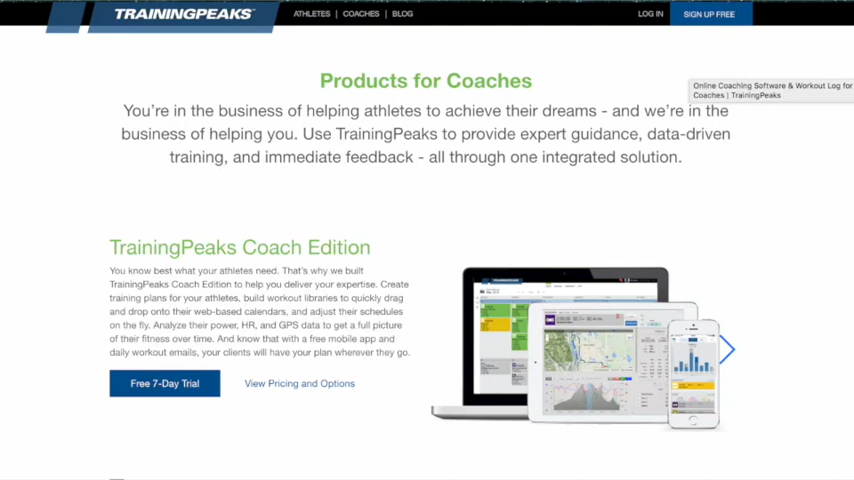 TRAININGPEAKS
ATHLETES | COACHES | BLOG
LOG IN
SIGN UP FREE
Online Coaching Software & Workout Log for
Coaches | TrainingPeaks
Products for Coaches
You're in the business of helping athletes to achieve their dreams - and we're in the
business of helping you. Use TrainingPeaks to provide expert guidance, data-driven
training, and immediate feedback - all through one integrated solution.
TrainingPeaks Coach Edition
You know best what your athletes need. That's why we built
TrainingPeaks Coach Edition to help you deliver your expertise. Create
training plans for your athletes, build workout libraries to quickly drag
and drop onto their web-based calendars, and adjust their schedules
on the fly. Analyze their power, HR, and GPS data to get a full picture
of their fitness over time. And know that with a free mobile app and
daily workout emails, your clients will have your plan wherever they go.
Free 7-Day Trial
View Pricing and Options